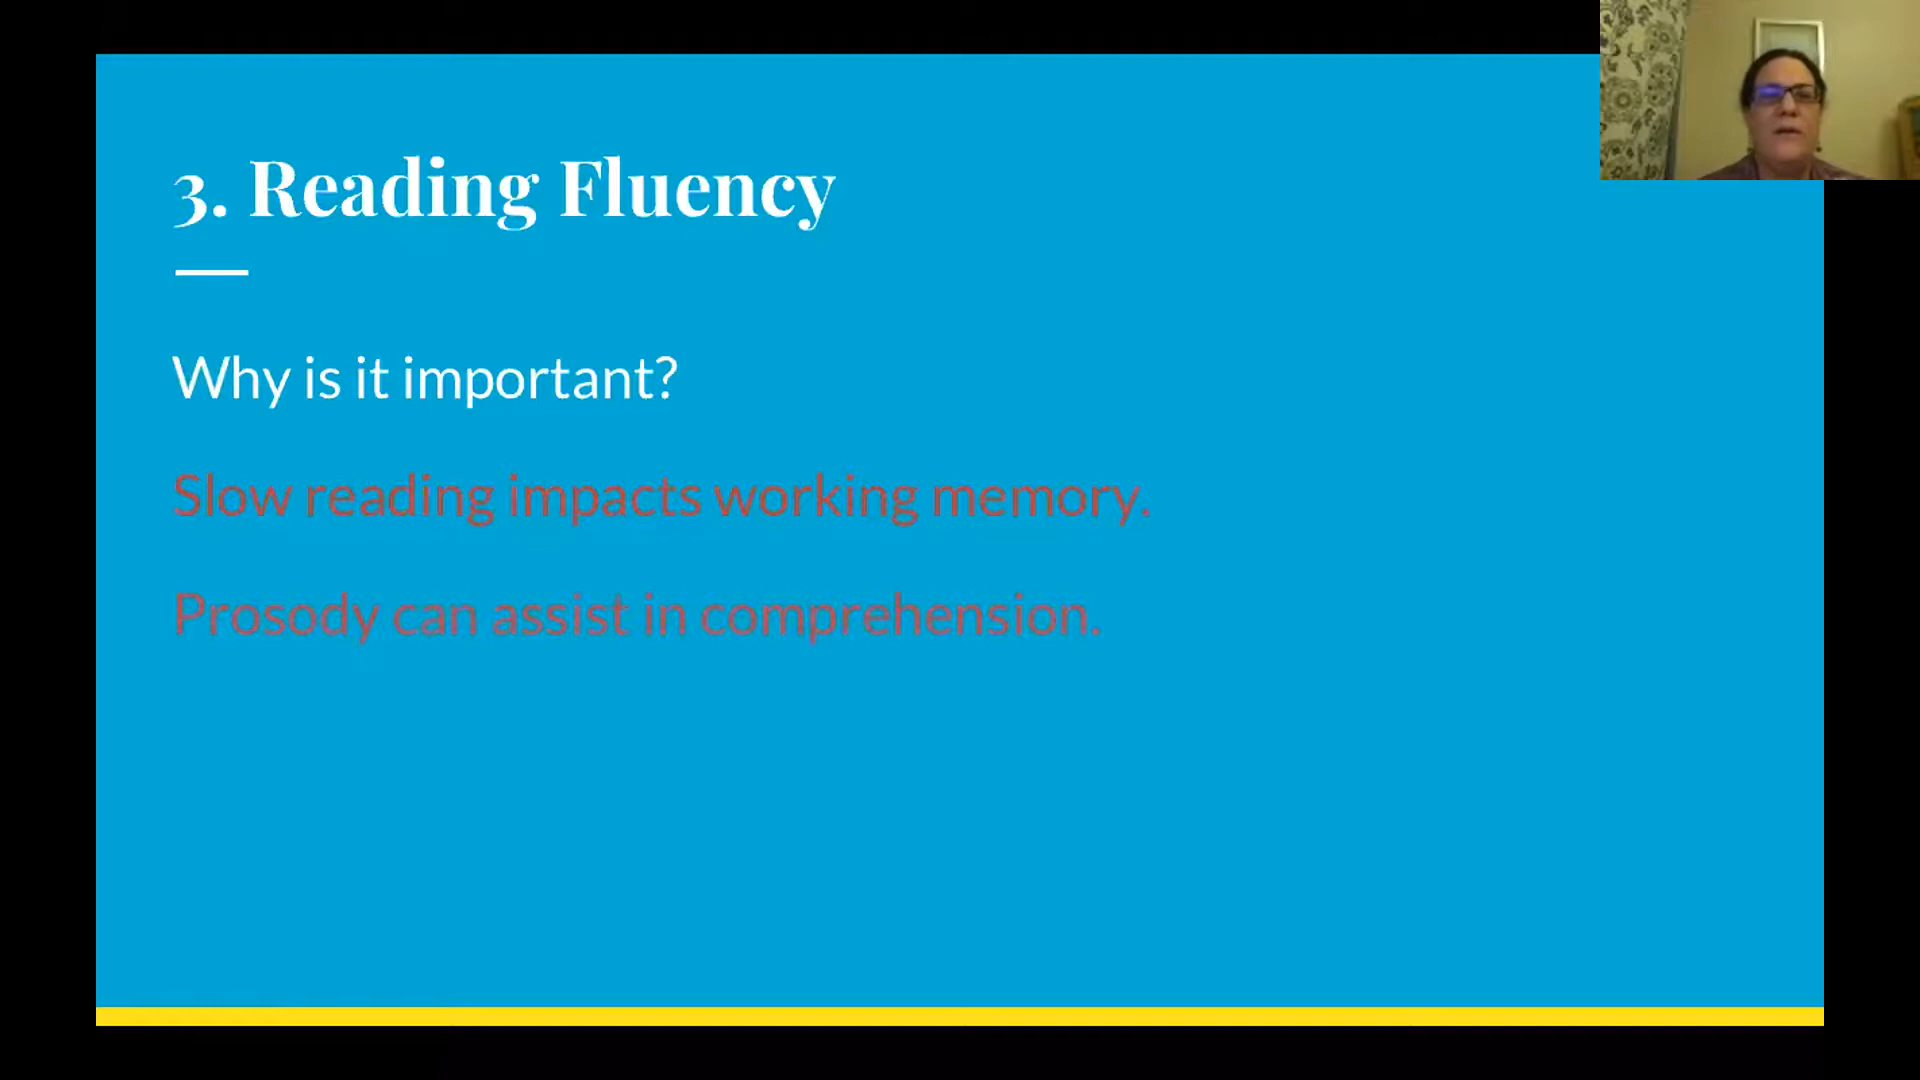 3. Reading Fluency
Why is it important?
Slow reading impacts working memory.
Prosody can assist in comprehension.